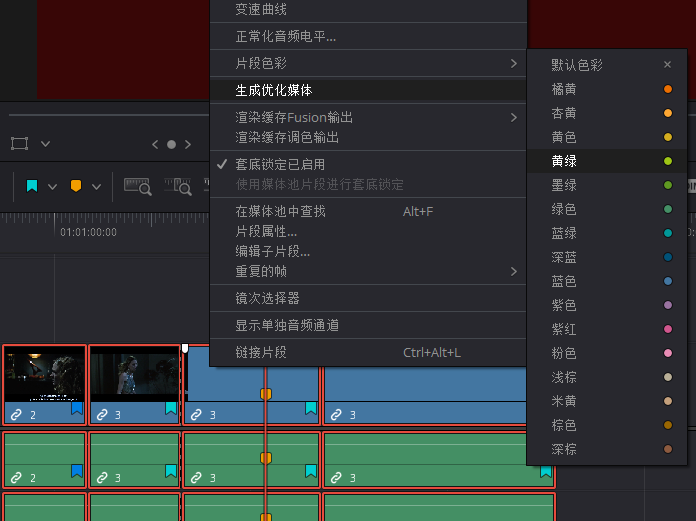 变速曲线
正常化音频电平...
片段色彩
生成优化媒体
渲染缓存Fusion输出
渲染缓存调色输出
套底锁定已启用
使用媒体池片段进行套底锁定
在媒体池中查找 Alt+F
片段属性...
编辑子片段...
重复的帧
镜次选择器
显示单独音频通道
链接片段 Ctrl+Alt+L
默认色彩
橘黄
杏黄
黄色
黄绿
墨绿
绿色
蓝绿
深蓝
蓝色
紫色
紫红
粉色
浅棕
米黄
棕色
深棕
01:01:00:00
2 3 3 3
2 3 3 3